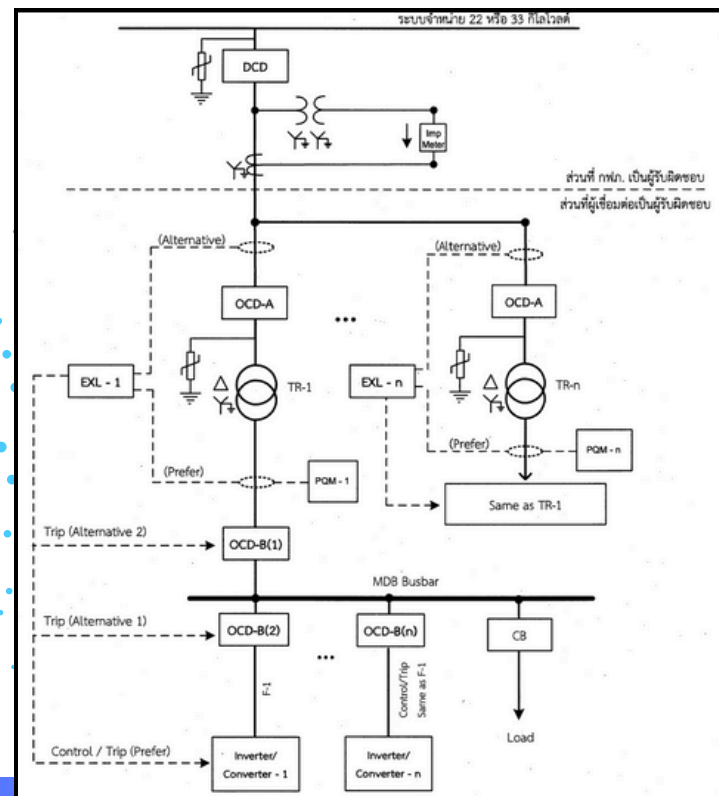 ระบบจำหน่าย 22 หรือ 33 กิโลโวลต์
DCD
Imp
Meter
ส่วนที่ กฟภ. เป็นผู้รับผิดชอบ
ส่วนที่ผู้เชื่อมต่อเป็นผู้รับผิดชอบ
(Alternative)
(Alternative)
OCD-A
...
OCD-A
EXL - 1
TR-1
EXL - n
TR-n
(Prefer)
PQM - 1
(Prefer)
PQM - n
Same as TR-1
Trip (Alternative 2)
OCD-B(1)
MDB Busbar
Trip (Alternative 1)
OCD-B(2)
...
OCD-B(n)
CB
F-1
Control/Trip
Same as F-1
Load
Control / Trip (Prefer)
Inverter/
Converter - 1
Inverter/
Converter - n